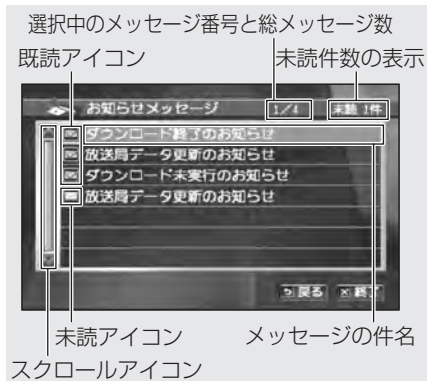 選択中のメッセージ番号と総メッセージ数
既読アイコン
未読件数の表示
お知らせメッセージ 1/4 未読 1件
ダウンロード終了のお知らせ
放送局データ更新のお知らせ
ダウンロード未実行のお知らせ
放送局データ更新のお知らせ
戻る 終了
未読アイコン
メッセージの件名
スクロールアイコン